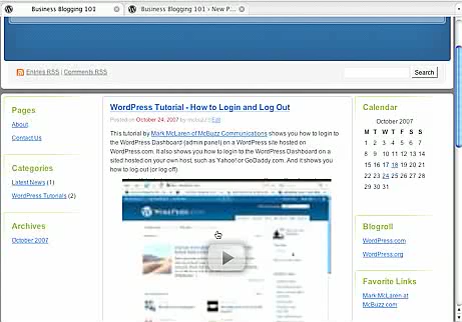 Business Blogging 101
Business Blogging 101 › New P...
Entries RSS | Comments RSS
Search
Pages
About
Contact Us
Categories
Latest News (1)
WordPress Tutorials (2)
Archives
October 2007
WordPress Tutorial - How to Login and Log Out
Posted on October 24, 2007 by mcbuzz123 Edit
This tutorial by Mark McLaren of McBuzz Communications shows you how to login
to the WordPress Dashboard (admin panel) on a WordPress site hosted on
WordPress.com. It also shows you how to login to the WordPress Dashboard on a
sited hosted on your own host, such as Yahoo! or GoDaddy.com. And it shows you
how to log out (or log off)
Calendar
October 2007
M T W T F S S
1 2 3 4 5 6 7
8 9 10 11 12 13 14
15 16 17 18 19 20 21
22 23 24 25 26 27 28
29 30 31
Blogroll
WordPress.com
WordPress.org
Favorite Links
Mark McLaren at
McBuzz.com